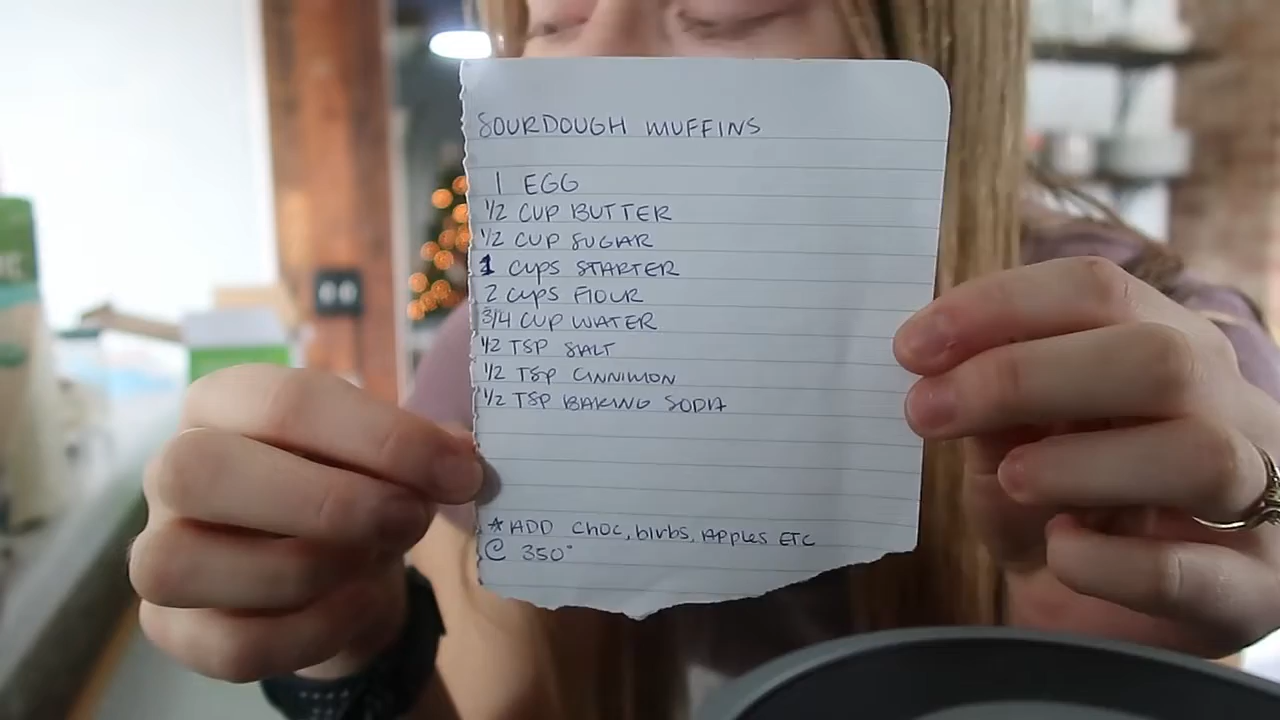 SOURDOUGH MUFFINS
1 EGG
1/2 CUP BUTTER
1/2 CUP SUGAR
1 CUPS STARTER
2 CUPS FLOUR
3/4 CUP WATER
1/2 TSP SALT
1/2 TSP CINNIMON
1/2 TSP BAKING SODA
* ADD CHOC, blrbs, APPles ETC
@ 350°